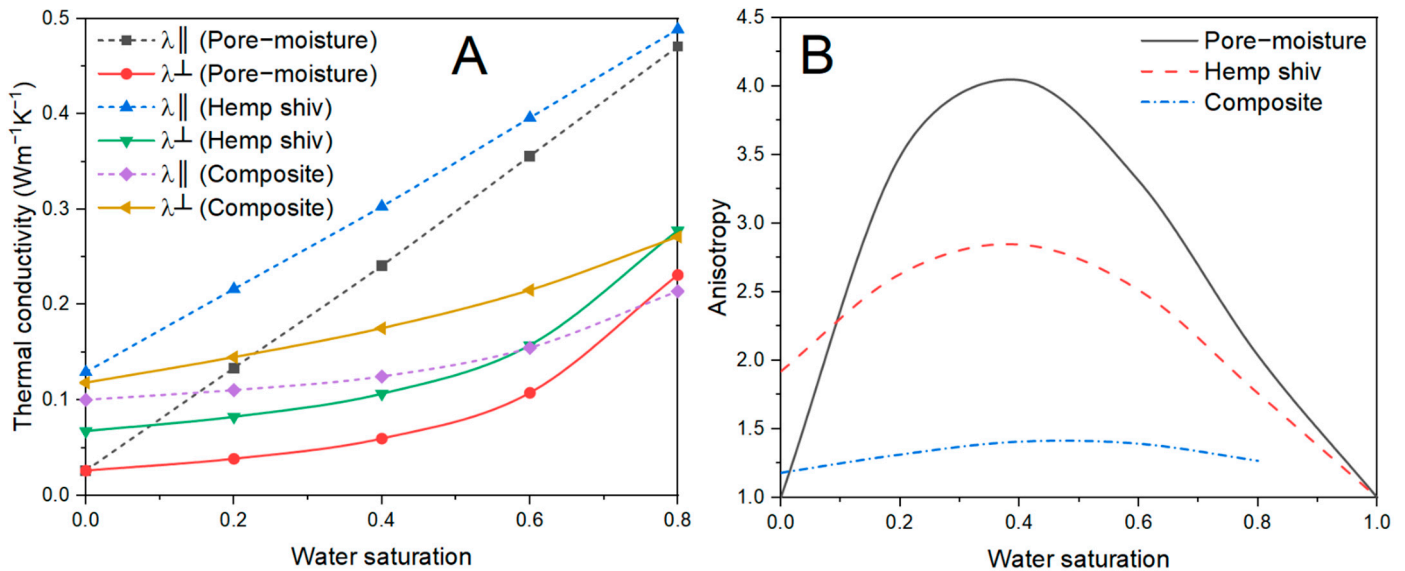 A
λ∥ (Pore−moisture)
λ⊥ (Pore−moisture)
λ∥ (Hemp shiv)
λ⊥ (Hemp shiv)
λ∥ (Composite)
λ⊥ (Composite)
Thermal conductivity (Wm⁻¹K⁻¹)
0.5
0.4
0.3
0.2
0.1
0.0
0.0 0.2 0.4 0.6 0.8
Water saturation
B
Pore−moisture
Hemp shiv
Composite
Anisotropy
4.5
4.0
3.5
3.0
2.5
2.0
1.5
1.0
0.0 0.2 0.4 0.6 0.8 1.0
Water saturation